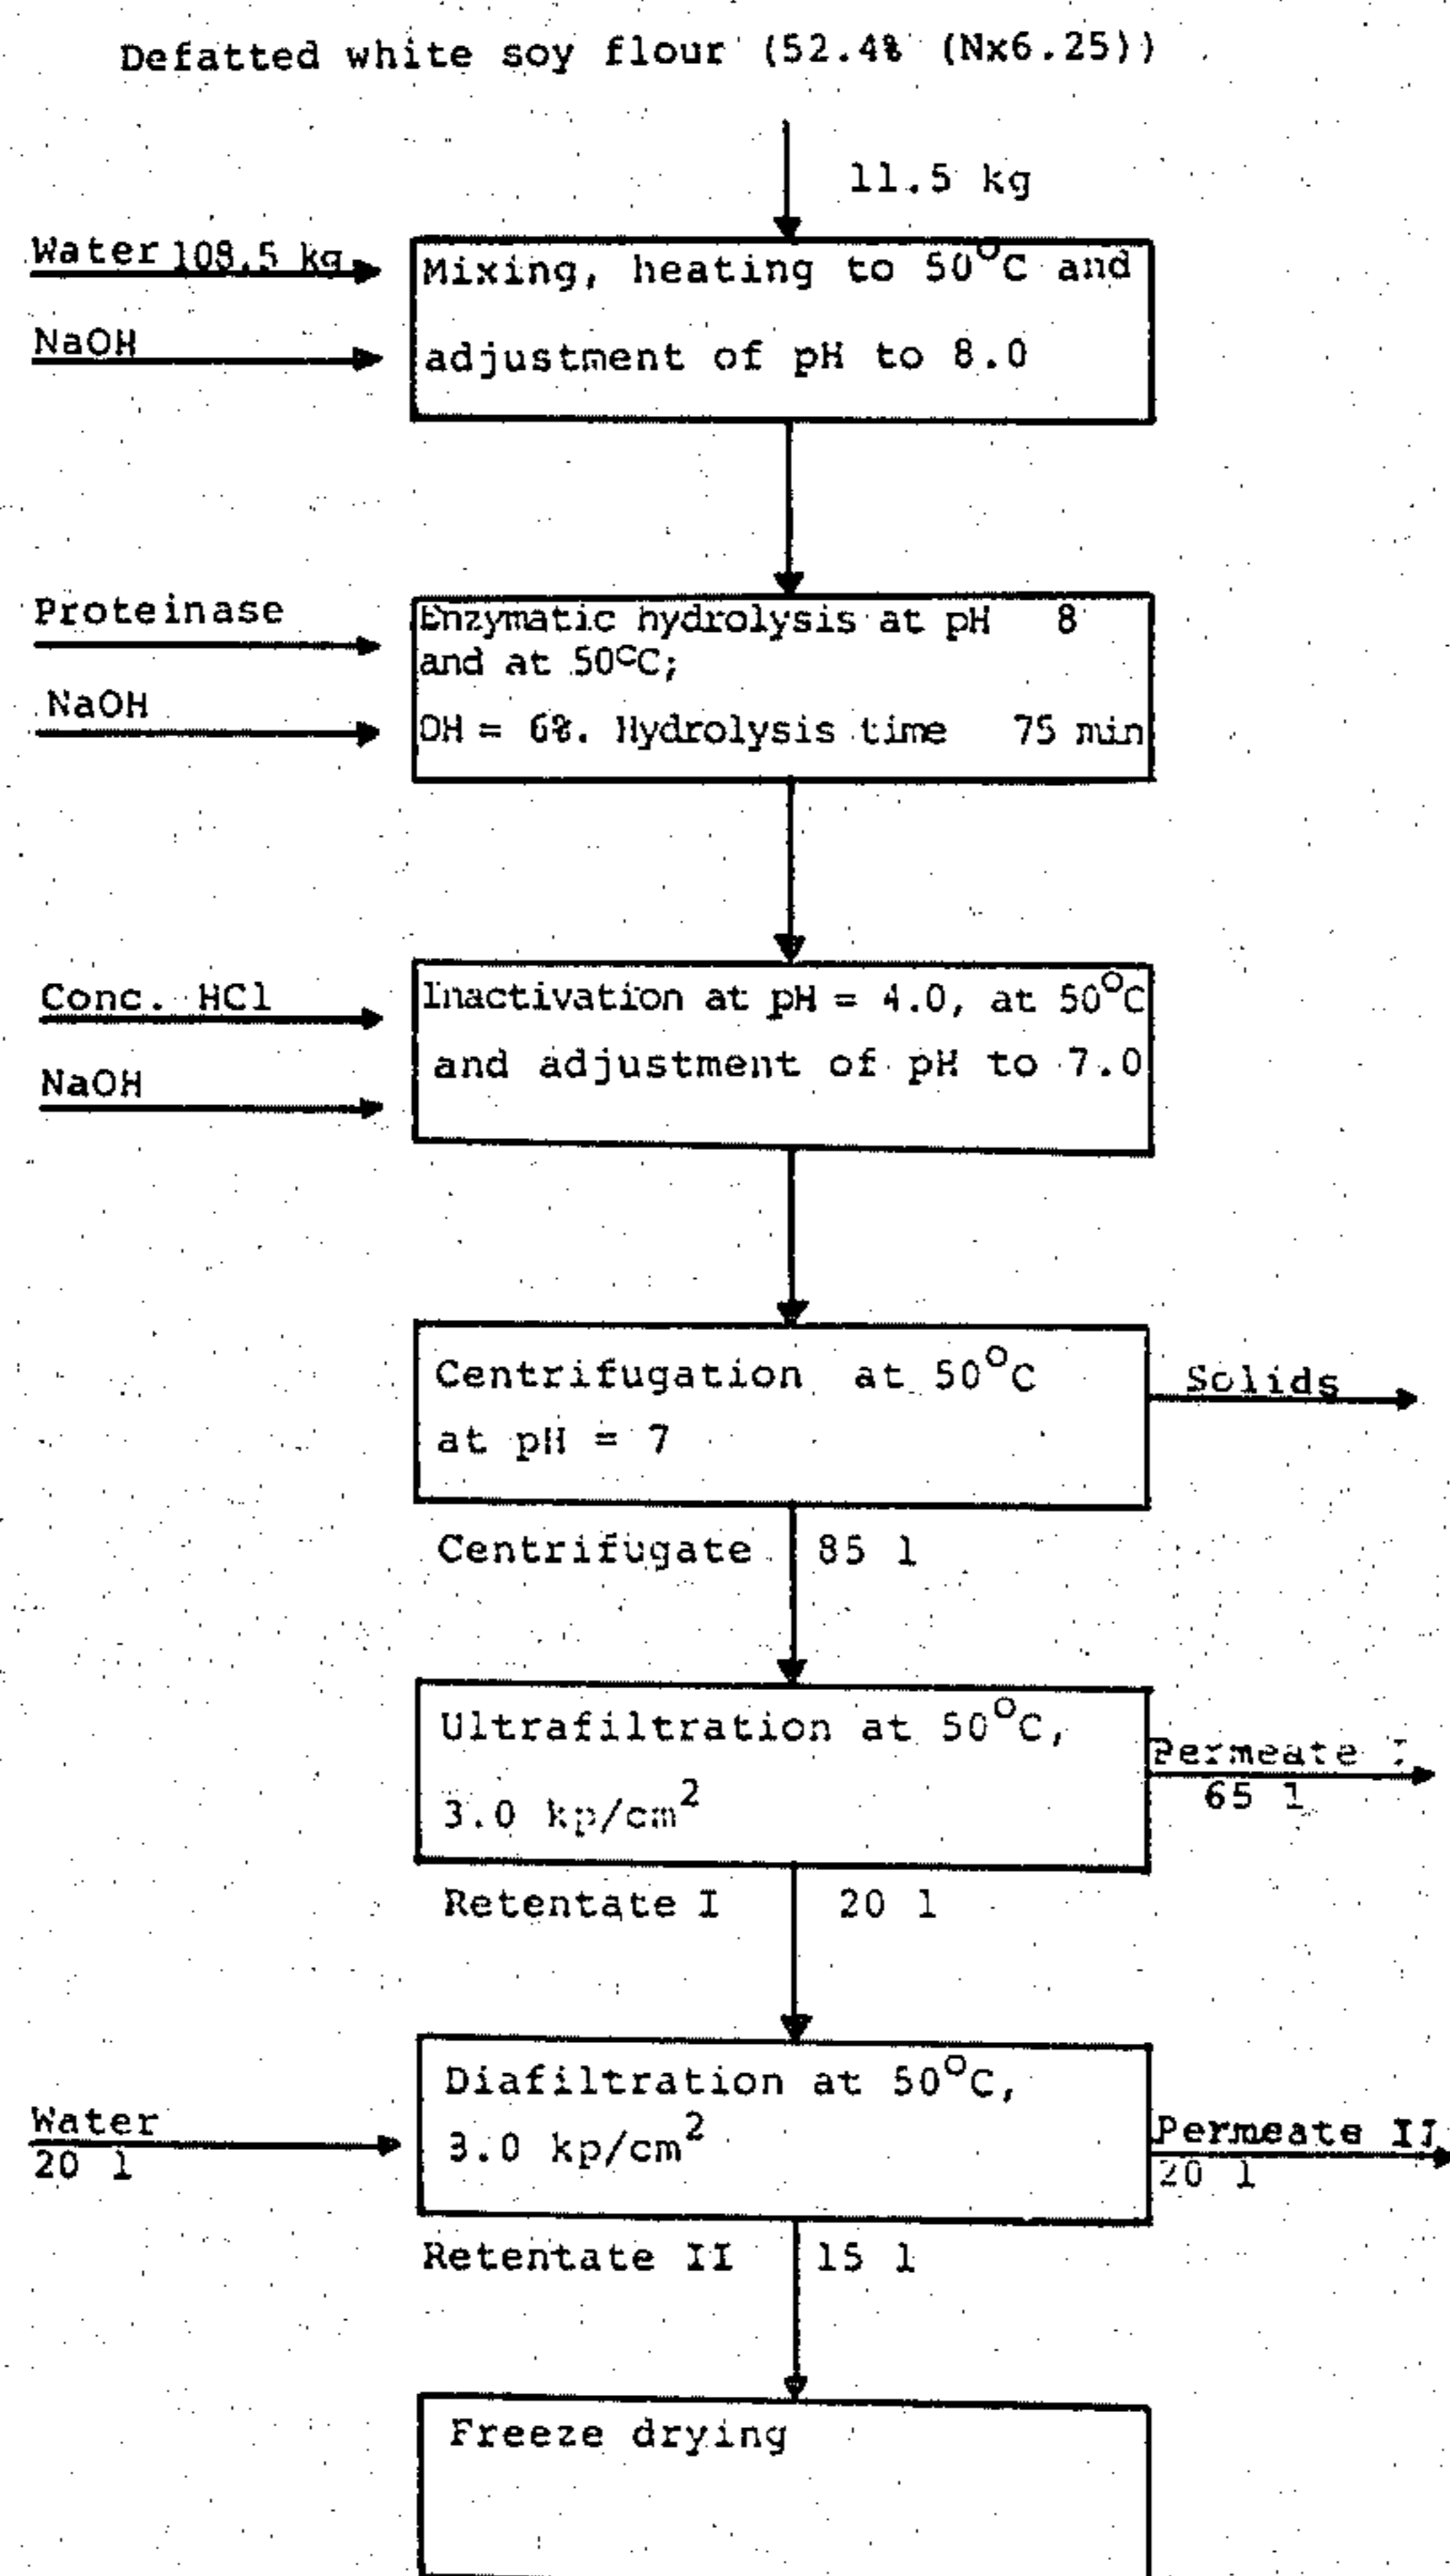 Defatted white soy flour (52.4% (Nx6.25))
11.5 kg
Water 108.5 kg
NaOH
Mixing, heating to 50°C and
adjustment of pH to 8.0
Proteinase
NaOH
Enzymatic hydrolysis at pH 8
and at 50°C;
DH = 6%. Hydrolysis time 75 min
Conc. HCl
NaOH
Inactivation at pH = 4.0, at 50°C
and adjustment of pH to 7.0
Centrifugation at 50°C
at pH = 7
Solids
Centrifugate 85 l
Ultrafiltration at 50°C,
3.0 kp/cm²
Permeate I
65 l
Retentate I 20 l
Water
20 l
Diafiltration at 50°C,
3.0 kp/cm²
Permeate II
20 l
Retentate II 15 l
Freeze drying